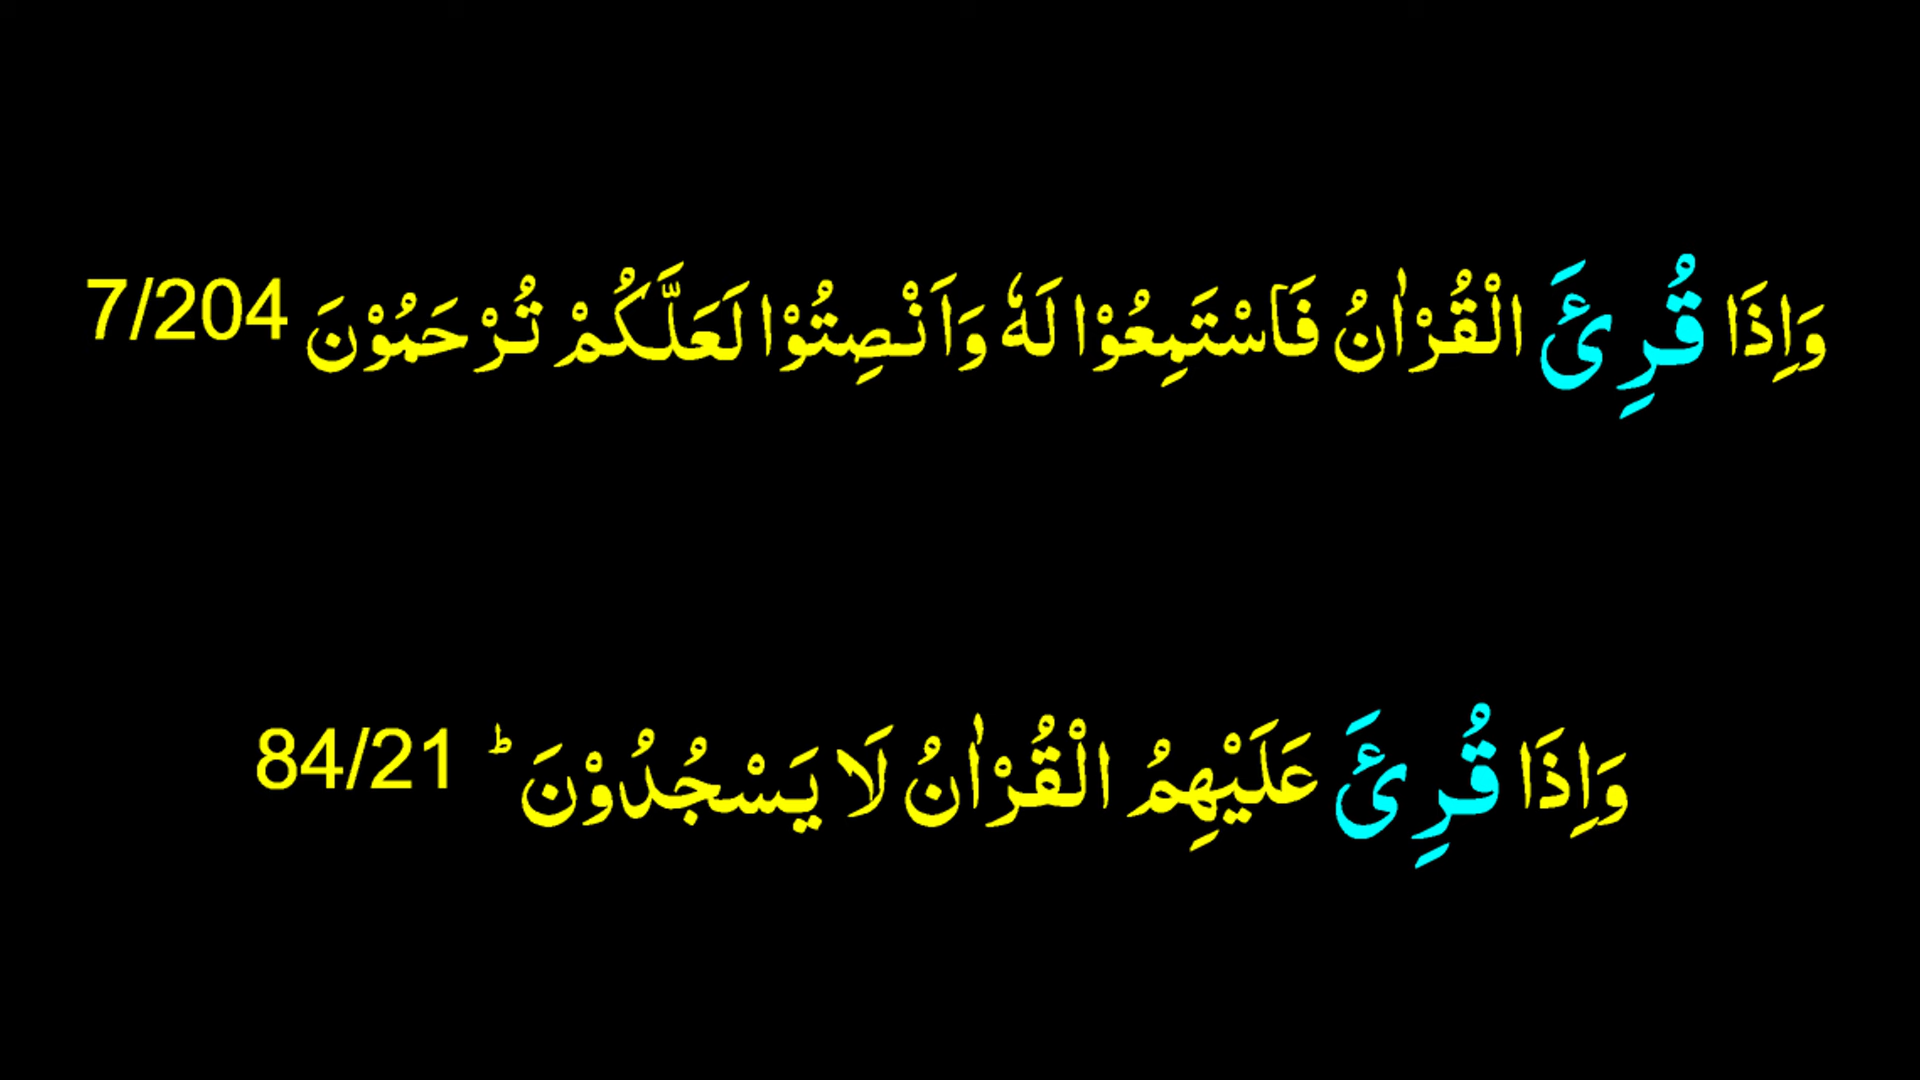 وَاِذَا قُرِئَ الْقُرْاٰنُ فَاسْتَمِعُوْا لَهٗ وَاَنْصِتُوْا لَعَلَّكُمْ تُرْحَمُوْنَ 7/204
وَاِذَا قُرِئَ عَلَيْهِمُ الْقُرْاٰنُ لَا يَسْجُدُوْنَ ؕ 84/21